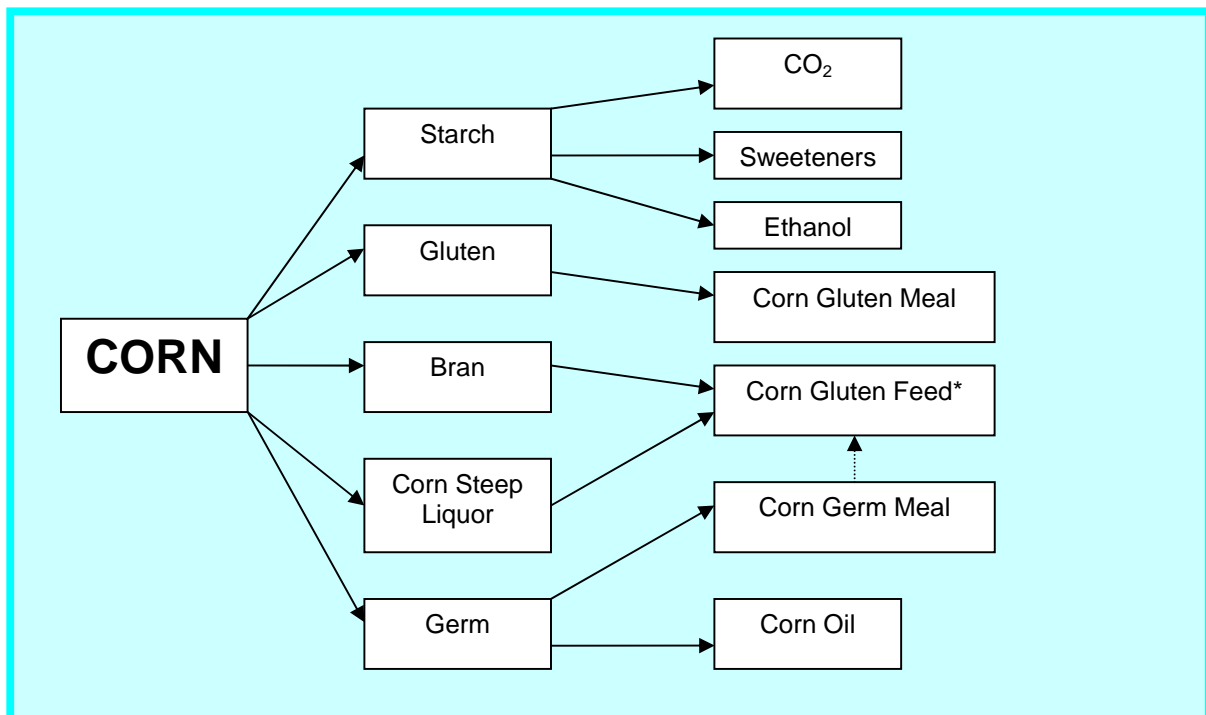 CO₂
Starch
Sweeteners
Ethanol
Gluten
Corn Gluten Meal
CORN
Bran
Corn Gluten Feed*
Corn Steep
Liquor
Corn Germ Meal
Germ
Corn Oil